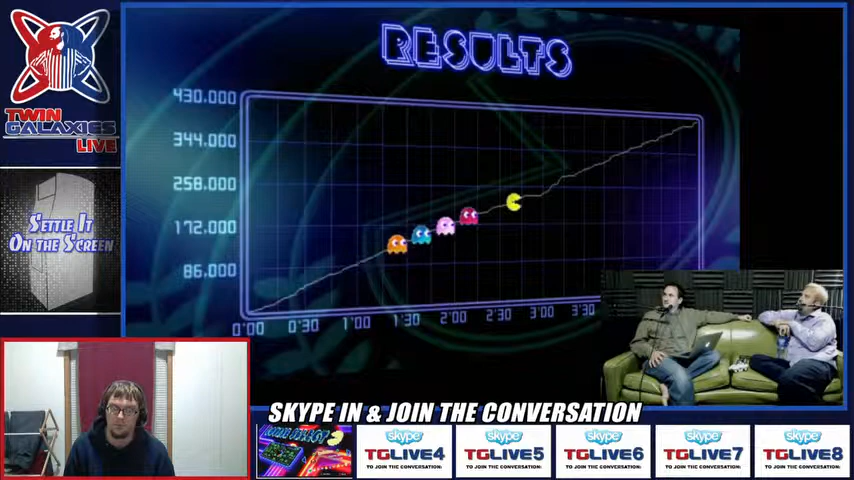 RESULTS
430.000
344.000
258.000
172.000
86.000
0'00 0'30 1'00 1'30 2'00 2'30 3'00 3'30
TWIN
GALAXIES
LIVE
SETTLE IT
ON THE SCREEN
SKYPE IN & JOIN THE CONVERSATION
skype
TGLIVE4
TO JOIN THE CONVERSATION:
skype
TGLIVE5
TO JOIN THE CONVERSATION:
skype
TGLIVE6
TO JOIN THE CONVERSATION:
skype
TGLIVE7
TO JOIN THE CONVERSATION:
skype
TGLIVE8
TO JOIN THE CONVERSATION: